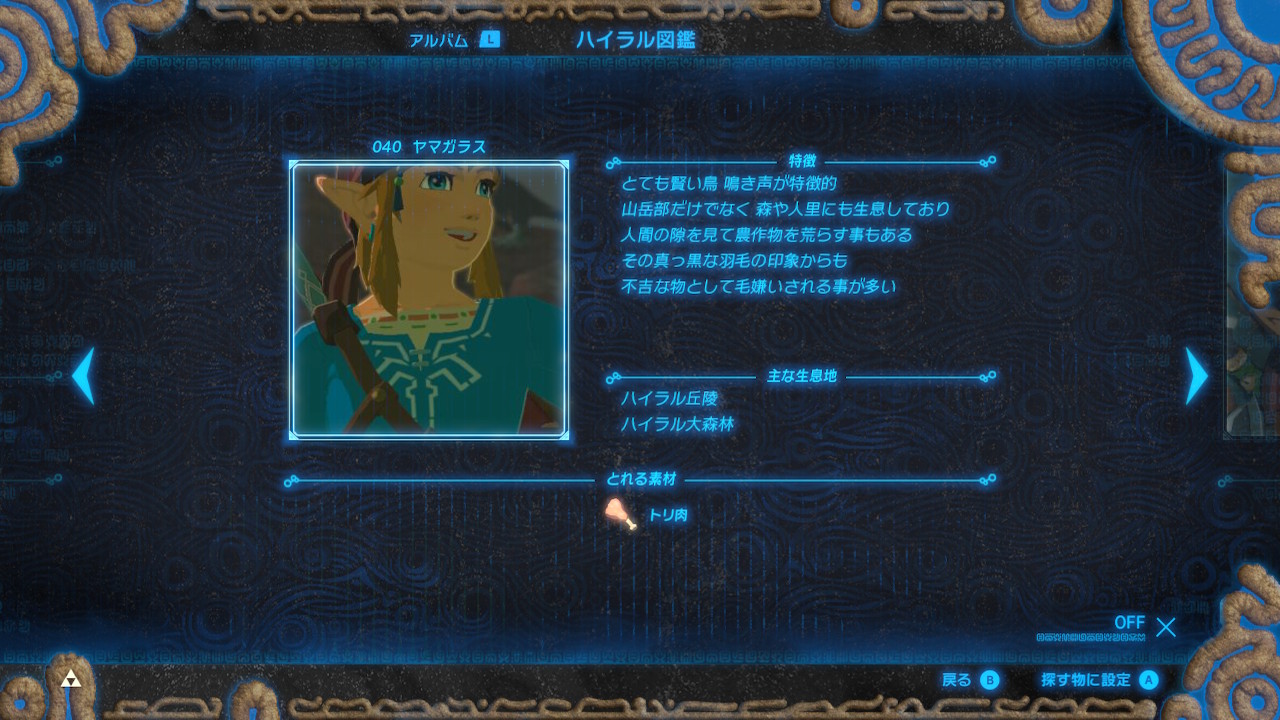 アルバム L
ハイラル図鑑
040 ヤマガラス
特徴
とても賢い鳥 鳴き声が特徴的
山岳部だけでなく 森や人里にも生息しており
人間の隙を見て農作物を荒らす事もある
その真っ黒な羽毛の印象からも
不吉な物として毛嫌いされる事が多い
主な生息地
ハイラル丘陵
ハイラル大森林
とれる素材
トリ肉
OFF
戻る B
探す物に設定 A